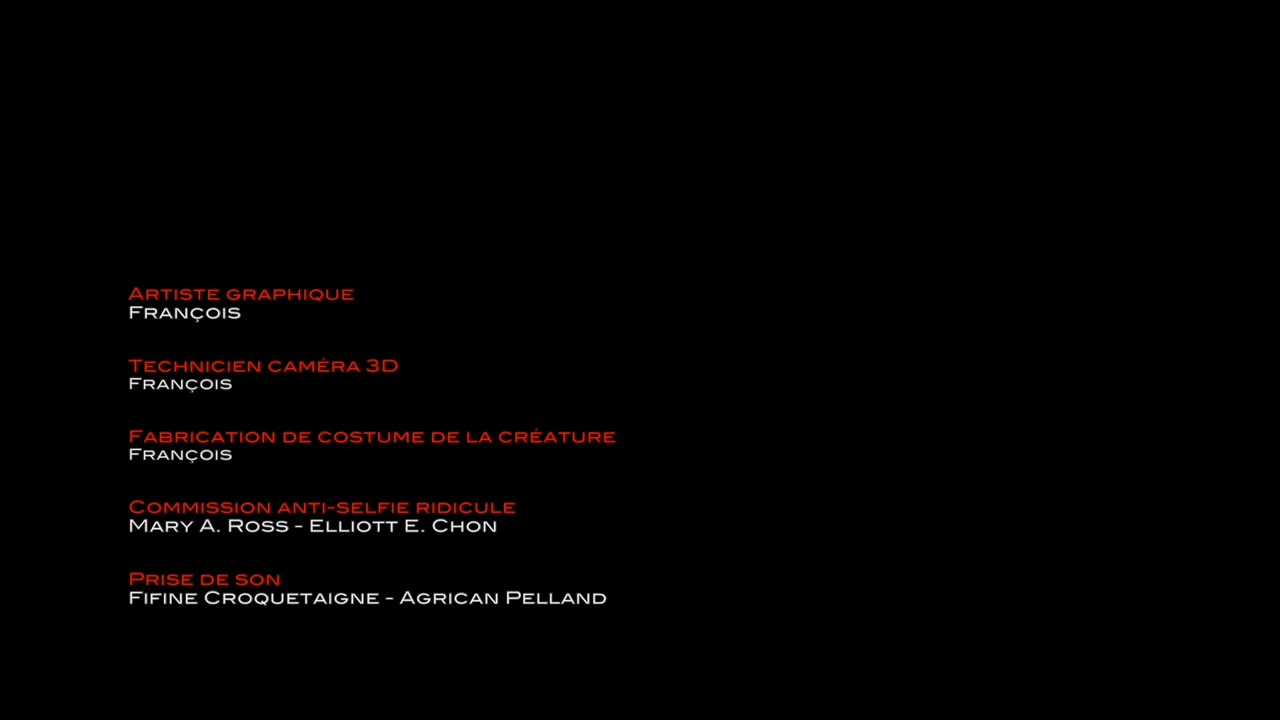 Artiste graphique
François
Technicien caméra 3D
François
Fabrication de costume de la créature
François
Commission anti-selfie ridicule
Mary A. Ross - Elliott E. Chon
Prise de son
Fifine Croquetaigne - Agrican Pelland